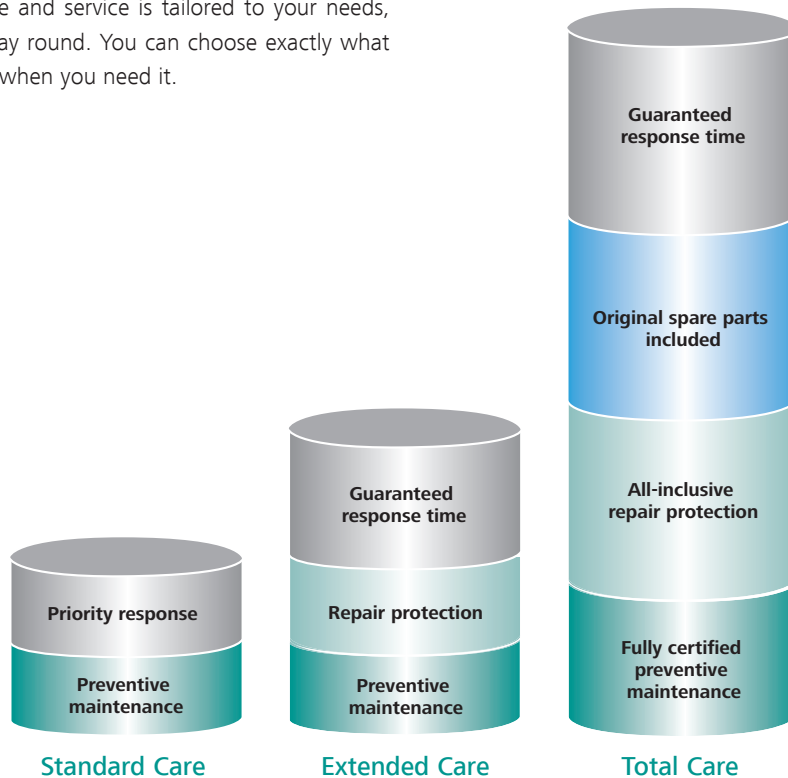 e and service is tailored to your needs,
ay round. You can choose exactly what
when you need it.
Guaranteed
response time
Original spare parts
included
All-inclusive
repair protection
Fully certified
preventive
maintenance
Total Care
Guaranteed
response time
Repair protection
Preventive
maintenance
Extended Care
Priority response
Preventive
maintenance
Standard Care